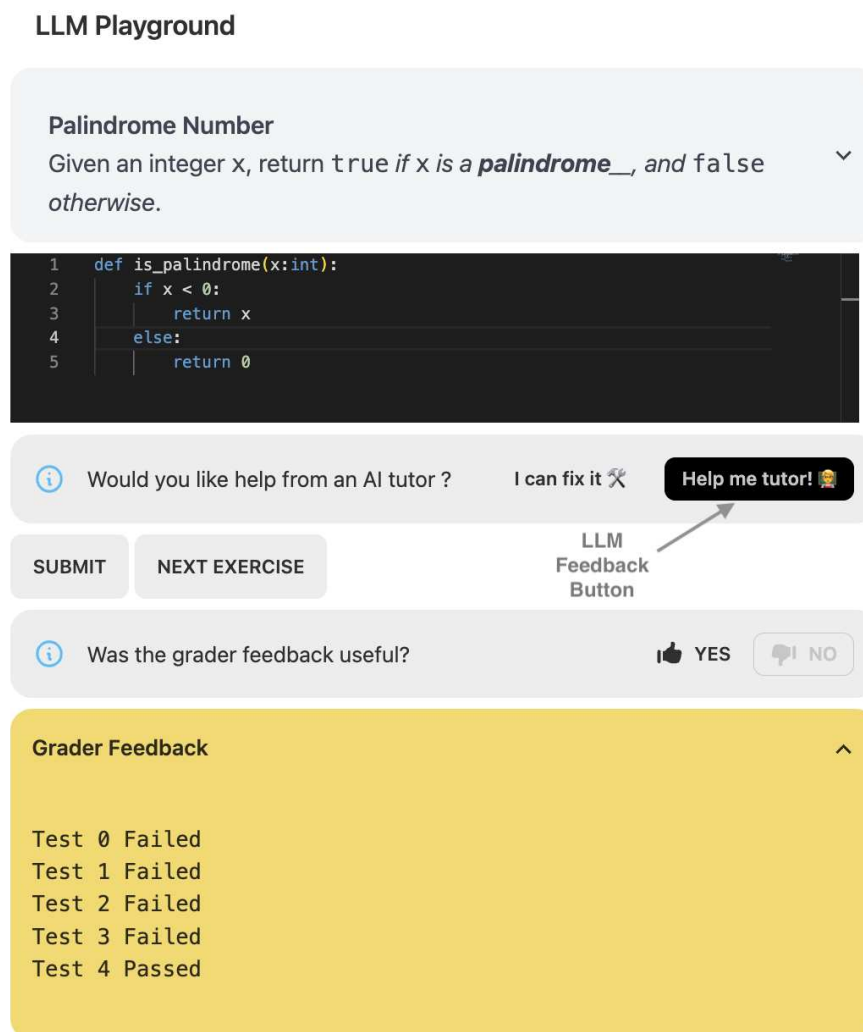 LLM Playground
Palindrome Number
Given an integer x, return true if x is a palindrome__, and false
otherwise.
1 def is_palindrome(x:int):
2 if x < 0:
3 return x
4 else:
5 return 0
Would you like help from an AI tutor ? I can fix it 🛠 Help me tutor! 👨‍🏫
LLM
Feedback
Button
SUBMIT NEXT EXERCISE
Was the grader feedback useful? YES NO
Grader Feedback
Test 0 Failed
Test 1 Failed
Test 2 Failed
Test 3 Failed
Test 4 Passed